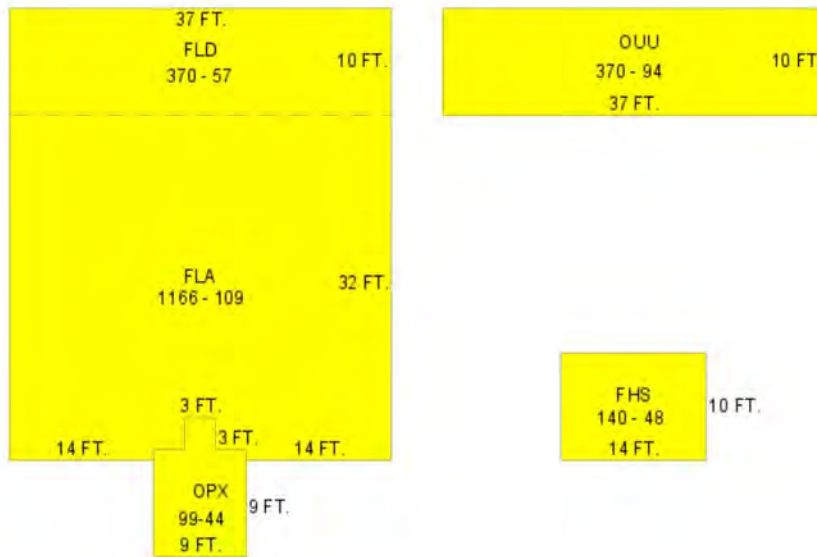 37 FT.
FLD
370 - 57
10 FT.
OUU
370 - 94
10 FT.
37 FT.
FLA
1166 - 109
32 FT.
3 FT.
3 FT.
14 FT.
14 FT.
OPX
99-44
9 FT.
9 FT.
FHS
140 - 48
10 FT.
14 FT.